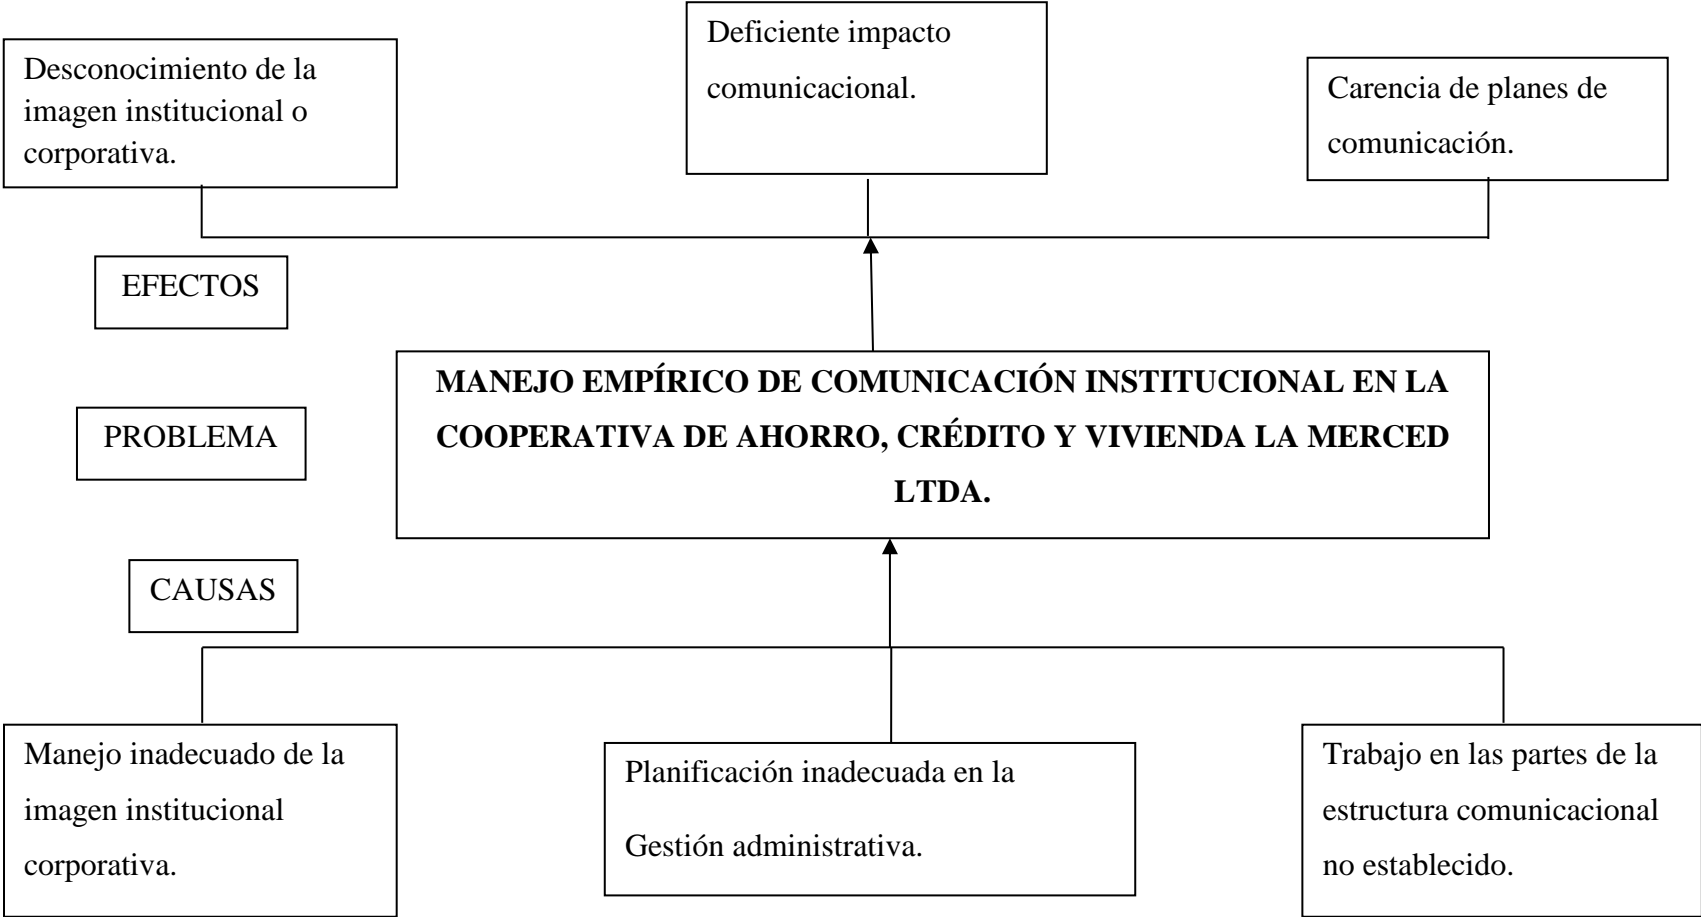 Desconocimiento de la
imagen institucional o
corporativa.
Deficiente impacto
comunicacional.
Carencia de planes de
comunicación.
EFECTOS
MANEJO EMPÍRICO DE COMUNICACIÓN INSTITUCIONAL EN LA
COOPERATIVA DE AHORRO, CRÉDITO Y VIVIENDA LA MERCED
LTDA.
PROBLEMA
CAUSAS
Manejo inadecuado de la
imagen institucional
corporativa.
Planificación inadecuada en la
Gestión administrativa.
Trabajo en las partes de la
estructura comunicacional
no establecido.